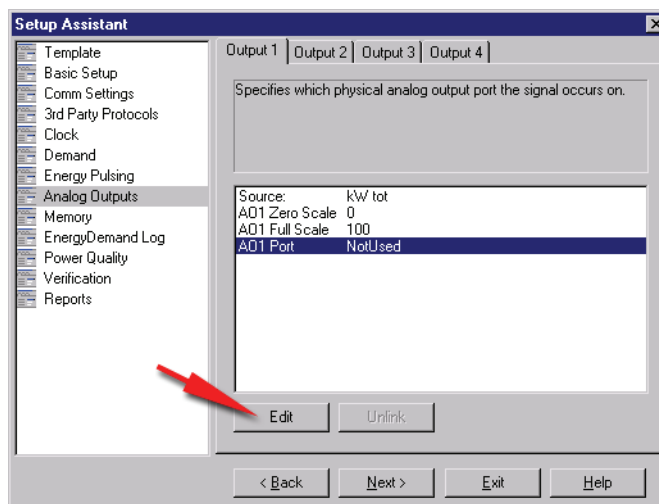 Setup Assistant
Template
Basic Setup
Comm Settings
3rd Party Protocols
Clock
Demand
Energy Pulsing
Analog Outputs
Memory
EnergyDemand Log
Power Quality
Verification
Reports
Output 1 Output 2 Output 3 Output 4
Specifies which physical analog output port the signal occurs on.
Source: kW tot
AO1 Zero Scale 0
AO1 Full Scale 100
AO1 Port NotUsed
Edit Unlink
< Back Next > Exit Help